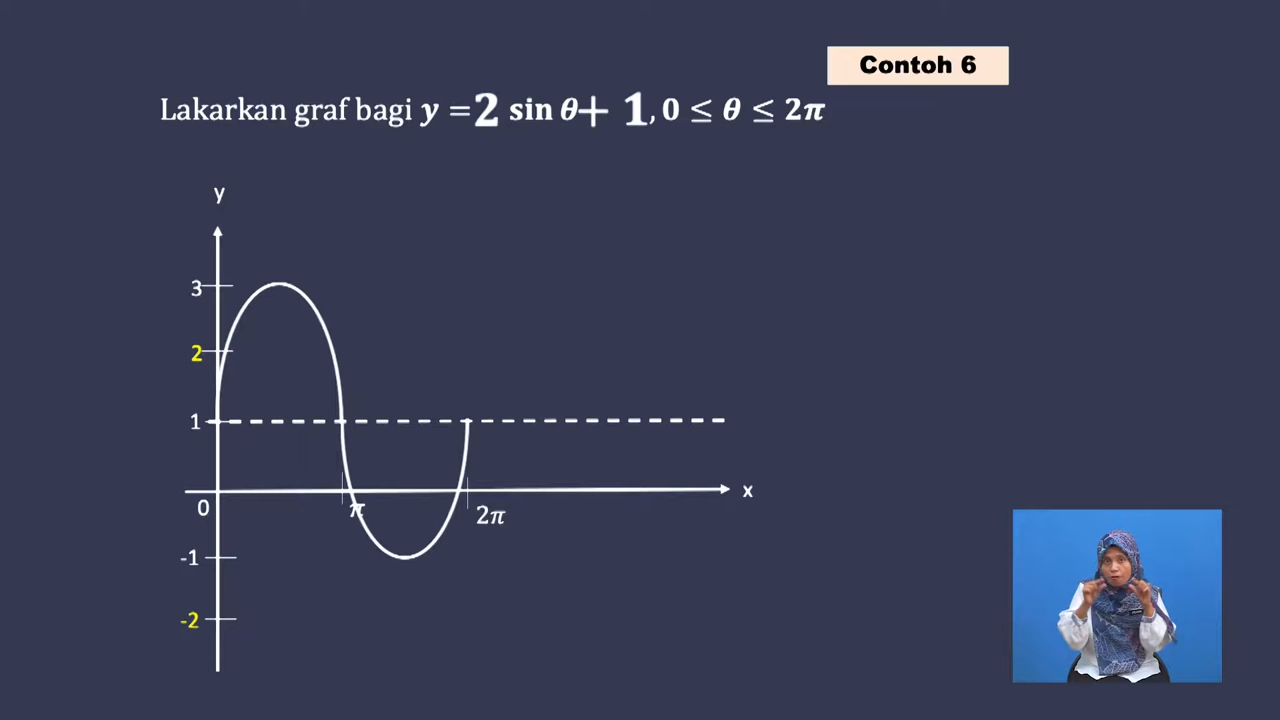 Contoh 6
Lakarkan graf bagi y = 2 sin θ + 1, 0 ≤ θ ≤ 2π
y
3
2
1
x
0
π
2π
-1
-2